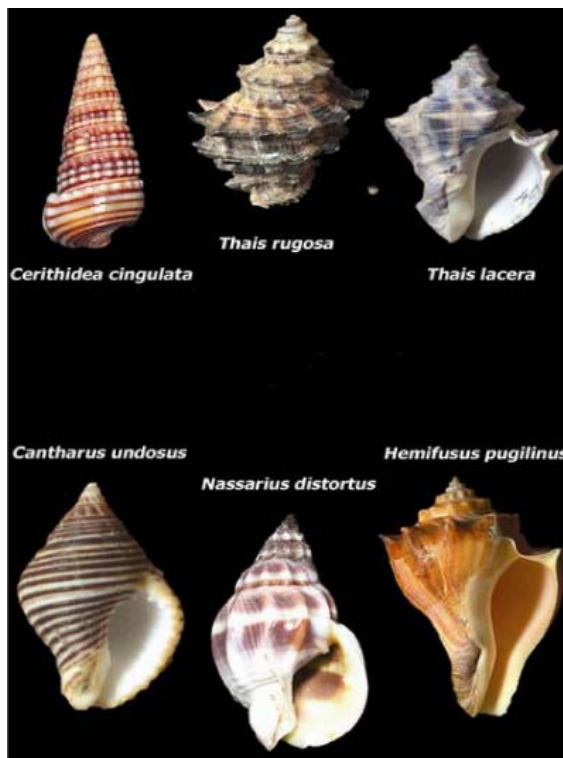 Thais rugosa
Cerithidea cingulata
Thais lacera
Cantharus undosus
Hemifusus pugilinus
Nassarius distortus